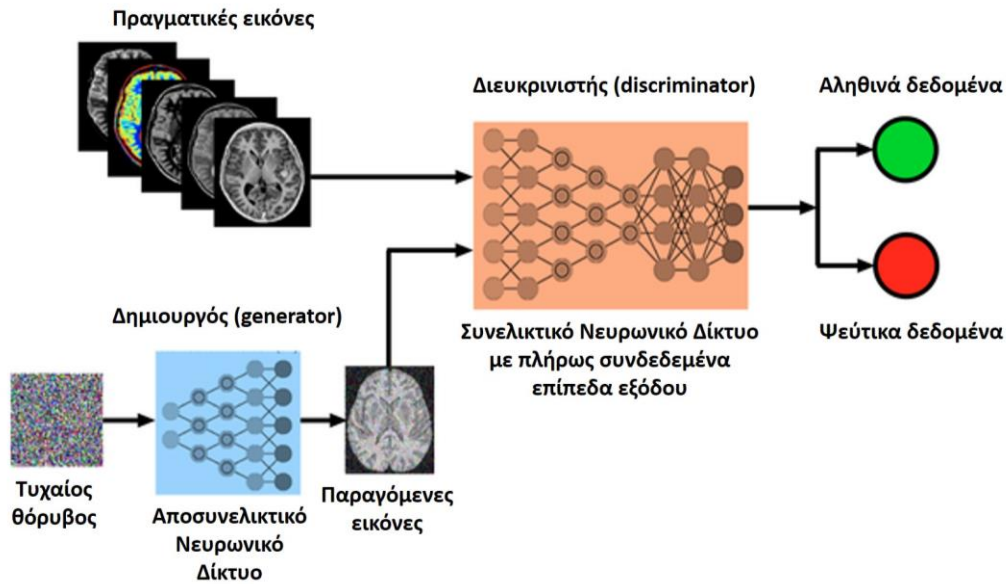 Πραγματικές εικόνες
Διευκρινιστής (discriminator)
Αληθινά δεδομένα
Δημιουργός (generator)
Συνελικτικό Νευρωνικό Δίκτυο
με πλήρως συνδεδεμένα
επίπεδα εξόδου
Ψεύτικα δεδομένα
Τυχαίος
θόρυβος
Αποσυνελικτικό
Νευρωνικό
Δίκτυο
Παραγόμενες
εικόνες